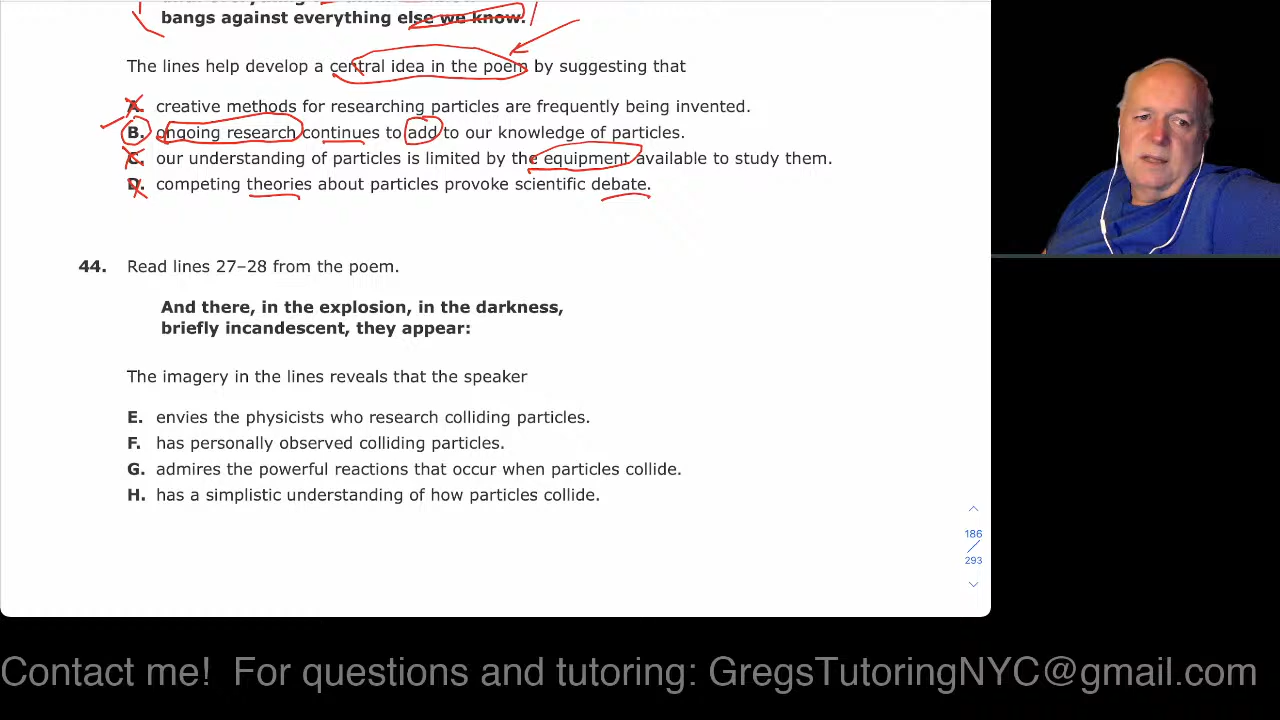 bangs against everything else we know.
The lines help develop a central idea in the poem by suggesting that
A. creative methods for researching particles are frequently being invented.
B. ongoing research continues to add to our knowledge of particles.
C. our understanding of particles is limited by the equipment available to study them.
D. competing theories about particles provoke scientific debate.
44. Read lines 27–28 from the poem.
And there, in the explosion, in the darkness,
briefly incandescent, they appear:
The imagery in the lines reveals that the speaker
E. envies the physicists who research colliding particles.
F. has personally observed colliding particles.
G. admires the powerful reactions that occur when particles collide.
H. has a simplistic understanding of how particles collide.
186
293
Contact me! For questions and tutoring: GregsTutoringNYC@gmail.com